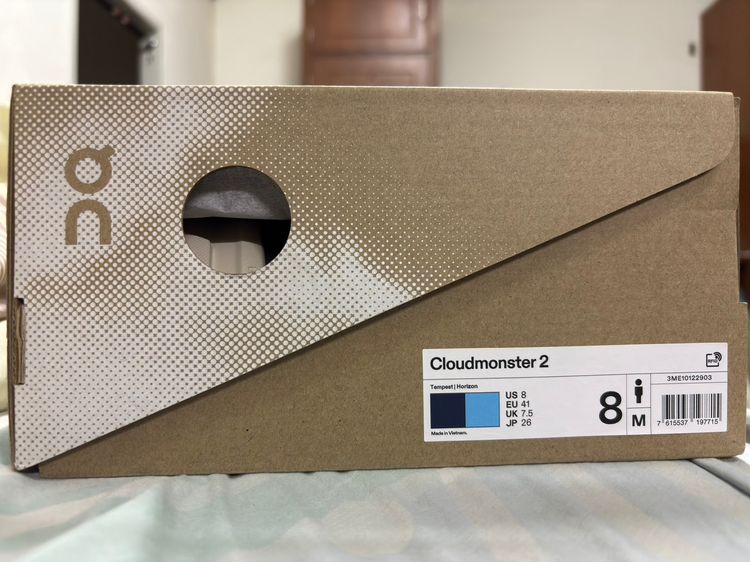 On
Cloudmonster 2
RFID
Tempest | Horizon
US 8
EU 41
UK 7.5
JP 26
Made in Vietnam.
8
M
3ME10122903
7 615537 197715